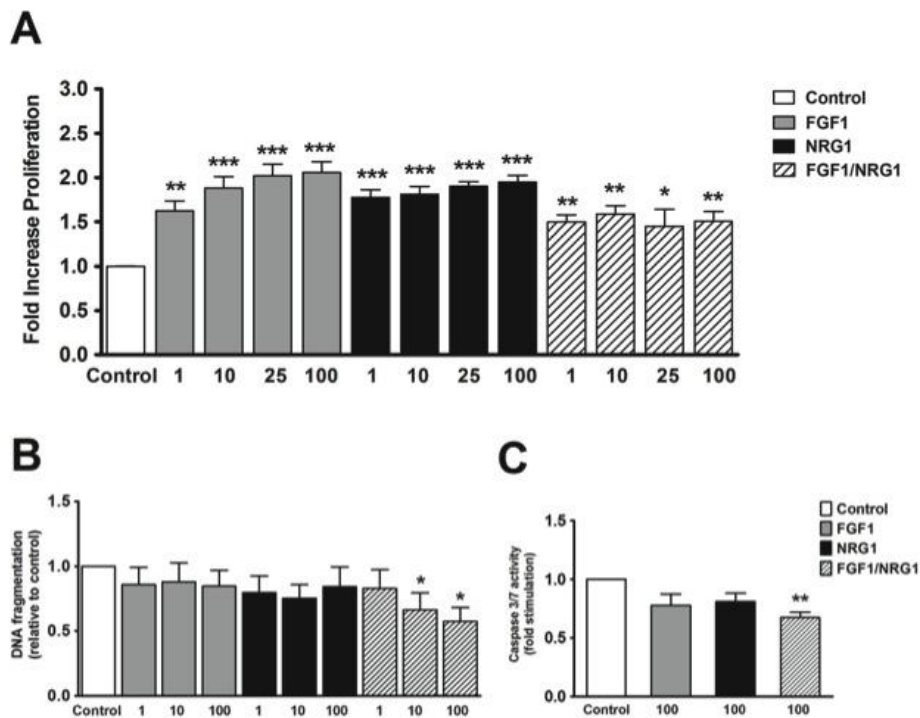 A
Fold Increase Proliferation
3.0
2.5
2.0
1.5
1.0
0.5
0.0
** *** *** *** *** *** *** *** ** ** * **
Control 1 10 25 100 1 10 25 100 1 10 25 100
Control
FGF1
NRG1
FGF1/NRG1
B
DNA fragmentation
(relative to control)
1.5
1.0
0.5
0.0
* *
Control 1 10 100 1 10 100 1 10 100
C
Caspase 3/7 activity
(fold stimulation)
1.5
1.0
0.5
0.0
**
Control 100 100 100
Control
FGF1
NRG1
FGF1/NRG1